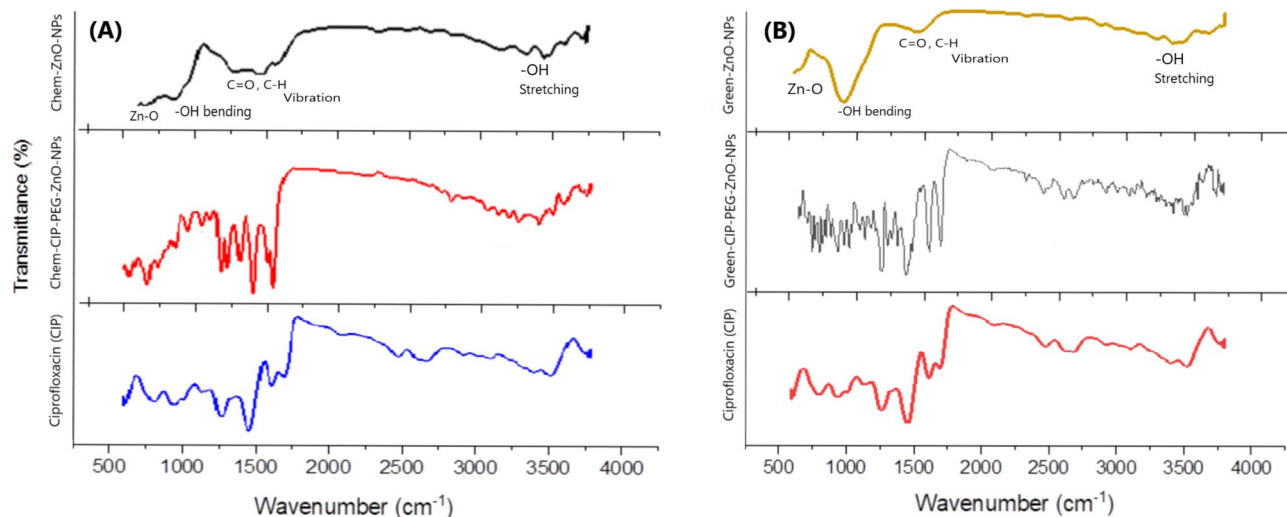 (A)
Transmittance (%)
Chem-ZnO-NPs
Zn-O
-OH bending
C=O , C-H
Vibration
-OH
Stretching
Chem-CIP-PEG-ZnO-NPs
Ciprofloxacin (CIP)
500 1000 1500 2000 2500 3000 3500 4000
Wavenumber (cm-1)
(B)
Green-ZnO-NPs
Zn-O
-OH bending
C=O , C-H
Vibration
-OH
Stretching
Green-CIP-PEG-ZnO-NPs
Ciprofloxacin (CIP)
500 1000 1500 2000 2500 3000 3500 4000
Wavenumber (cm-1)